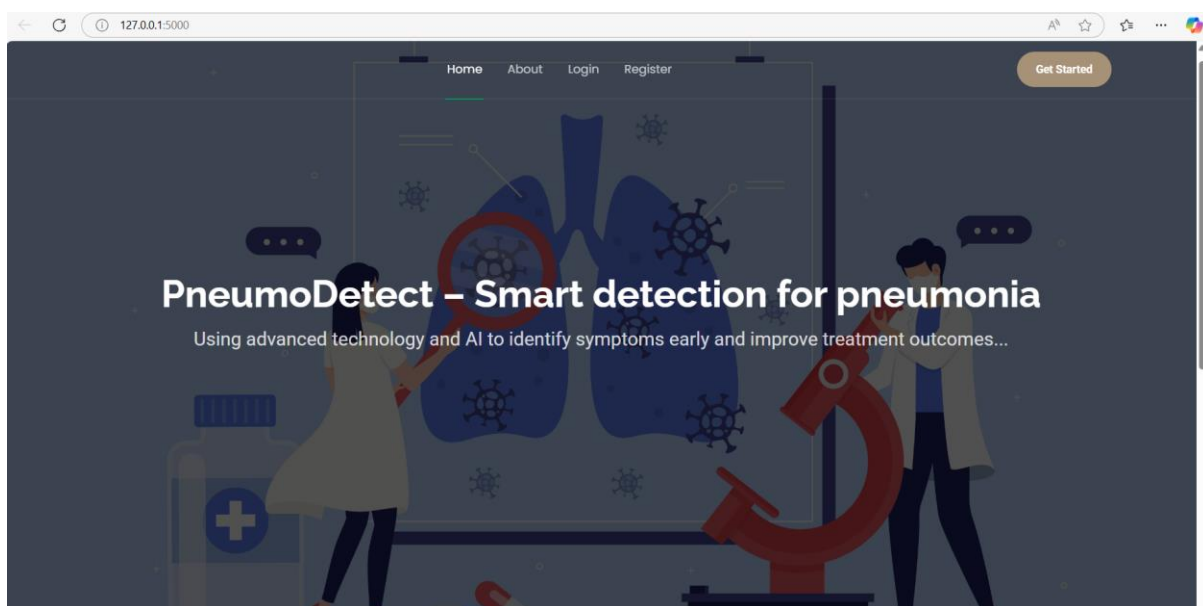 127.0.0.1:5000
Home About Login Register Get Started
PneumoDetect – Smart detection for pneumonia
Using advanced technology and AI to identify symptoms early and improve treatment outcomes...